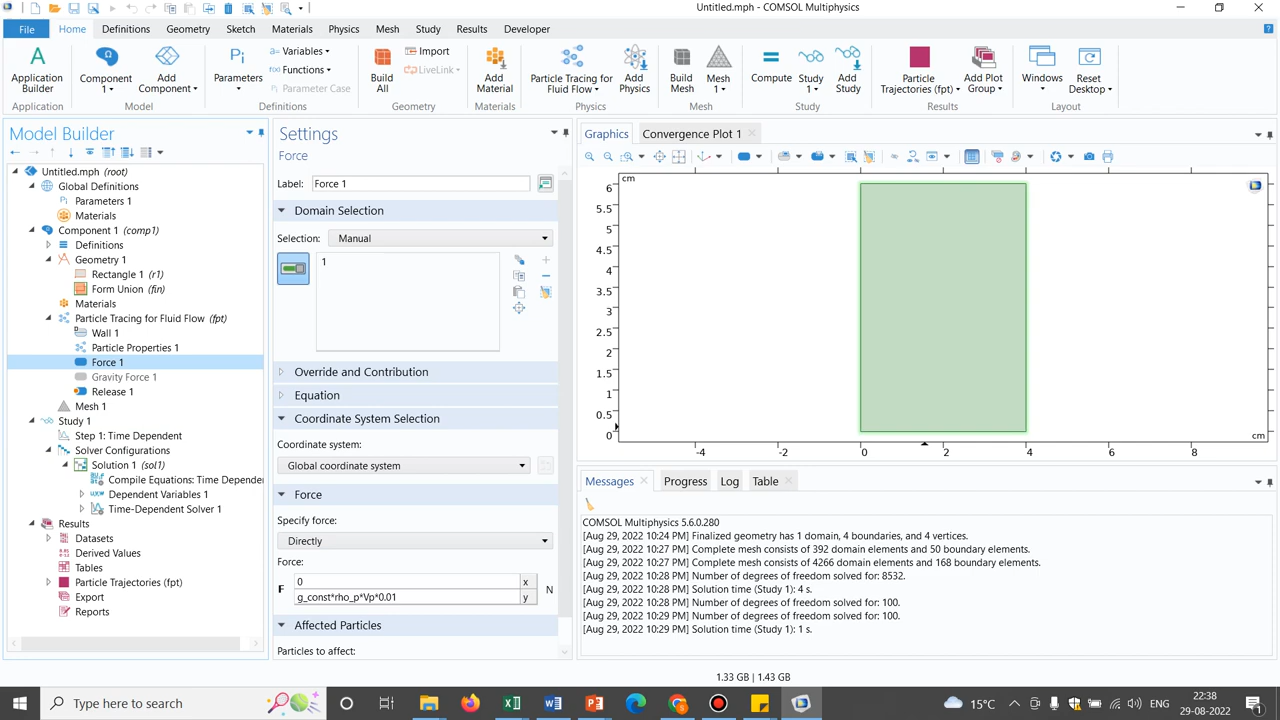 Untitled.mph - COMSOL Multiphysics
File Home Definitions Geometry Sketch Materials Physics Mesh Study Results Developer
Application Builder
Component 1
Add Component
Parameters
a= Variables
f(x) Functions
Pi Parameter Case
Build All
Import
LiveLink
Add Material
Particle Tracing for Fluid Flow
Add Physics
Build Mesh
Mesh 1
Compute
Study 1
Add Study
Particle Trajectories (fpt)
Add Plot Group
Windows
Reset Desktop
Application Model Definitions Geometry Materials Physics Mesh Study Results Layout
Model Builder
Untitled.mph (root)
Global Definitions
Pi Parameters 1
Materials
Component 1 (comp1)
Definitions
Geometry 1
Rectangle 1 (r1)
Form Union (fin)
Materials
Particle Tracing for Fluid Flow (fpt)
Wall 1
Particle Properties 1
Force 1
Gravity Force 1
Release 1
Mesh 1
Study 1
Step 1: Time Dependent
Solver Configurations
Solution 1 (sol1)
Compile Equations: Time Depende
Dependent Variables 1
Time-Dependent Solver 1
Results
Datasets
Derived Values
Tables
Particle Trajectories (fpt)
Export
Reports
Settings
Force
Label: Force 1
Domain Selection
Selection: Manual
1
Override and Contribution
Equation
Coordinate System Selection
Coordinate system:
Global coordinate system
Force
Specify force:
Directly
Force:
F 0 x N
g_const*rho_p*Vp*0.01 y
Affected Particles
Particles to affect:
Graphics Convergence Plot 1
cm
6
5.5
5
4.5
4
3.5
3
2.5
2
1.5
1
0.5
0
cm
-4 -2 0 2 4 6 8
Messages Progress Log Table
COMSOL Multiphysics 5.6.0.280
[Aug 29, 2022 10:24 PM] Finalized geometry has 1 domain, 4 boundaries, and 4 vertices.
[Aug 29, 2022 10:27 PM] Complete mesh consists of 392 domain elements and 50 boundary elements.
[Aug 29, 2022 10:27 PM] Complete mesh consists of 4266 domain elements and 168 boundary elements.
[Aug 29, 2022 10:28 PM] Number of degrees of freedom solved for: 8532.
[Aug 29, 2022 10:28 PM] Solution time (Study 1): 4 s.
[Aug 29, 2022 10:28 PM] Number of degrees of freedom solved for: 100.
[Aug 29, 2022 10:29 PM] Number of degrees of freedom solved for: 100.
[Aug 29, 2022 10:29 PM] Solution time (Study 1): 1 s.
1.33 GB | 1.43 GB
Type here to search
15°C
ENG
22:38
29-08-2022